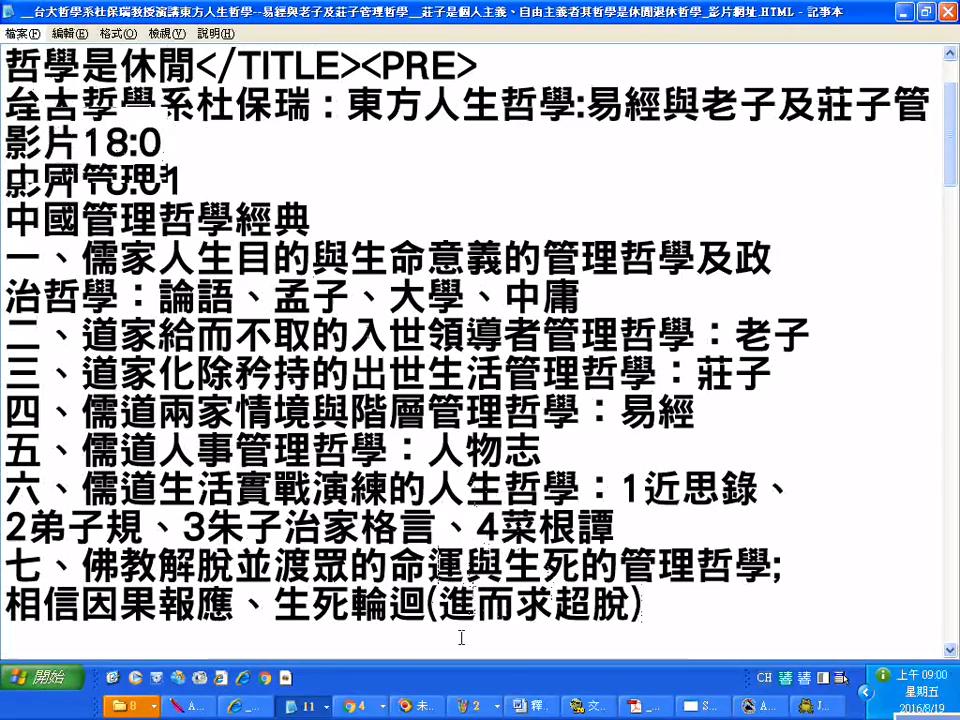 __台大哲學系杜保瑞教授演講東方人生哲學--易經與老子及莊子管理哲學__莊子是個人主義、自由主義者其哲學是休閒退休哲學_影片網址.HTML - 記事本
檔案(F) 編輯(E) 格式(O) 檢視(V) 說明(H)
哲學是休閒</TITLE><PRE>
台大哲學系杜保瑞：東方人生哲學:易經與老子及莊子管
影片18:0
中國管理哲學經典
一、儒家人生目的與生命意義的管理哲學及政
治哲學：論語、孟子、大學、中庸
二、道家給而不取的入世領導者管理哲學：老子
三、道家化除矜持的出世生活管理哲學：莊子
四、儒道兩家情境與階層管理哲學：易經
五、儒道人事管理哲學：人物志
六、儒道生活實戰演練的人生哲學：1近思錄、
2弟子規、3朱子治家格言、4菜根譚
七、佛教解脫並渡眾的命運與生死的管理哲學;
相信因果報應、生死輪迴(進而求超脫)
開始 8 A... _... 11 4 未... 2 釋... 文... _... S... A... J... CH 上午 09:00
星期五
2016/8/19